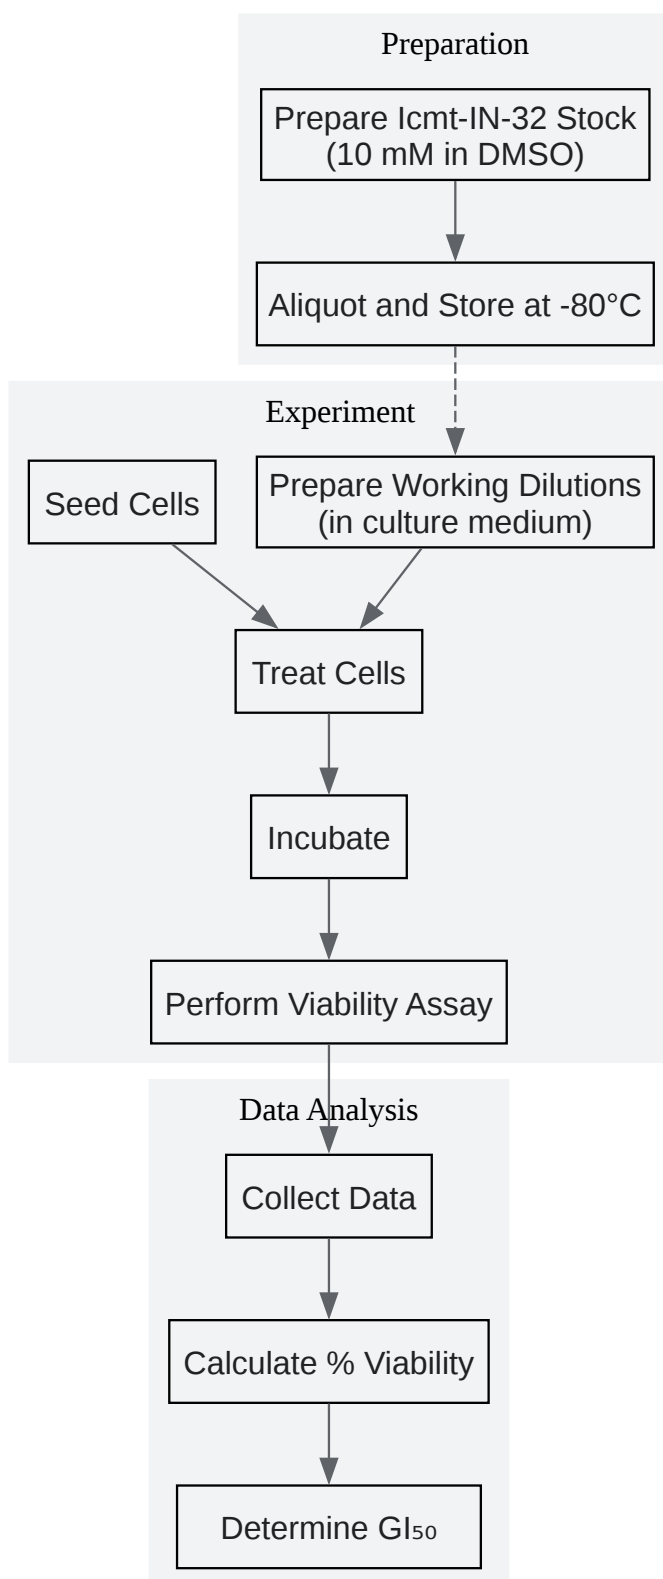 Preparation
Prepare Icmt-IN-32 Stock
(10 mM in DMSO)
Aliquot and Store at -80°C
Experiment
Seed Cells
Prepare Working Dilutions
(in culture medium)
Treat Cells
Incubate
Perform Viability Assay
Data Analysis
Collect Data
Calculate % Viability
Determine GI₅₀